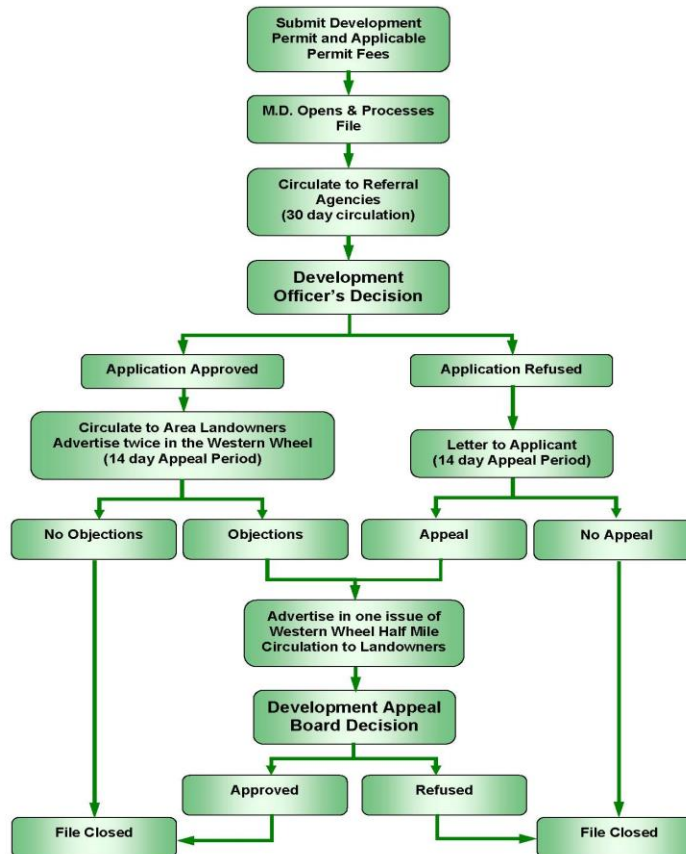 Submit Development
Permit and Applicable
Permit Fees
M.D. Opens & Processes
File
Circulate to Referral
Agencies
(30 day circulation)
Development
Officer's Decision
Application Approved
Application Refused
Circulate to Area Landowners
Advertise twice in the Western Wheel
(14 day Appeal Period)
Letter to Applicant
(14 day Appeal Period)
No Objections
Objections
Appeal
No Appeal
Advertise in one issue of
Western Wheel Half Mile
Circulation to Landowners
Development Appeal
Board Decision
Approved
Refused
File Closed
File Closed